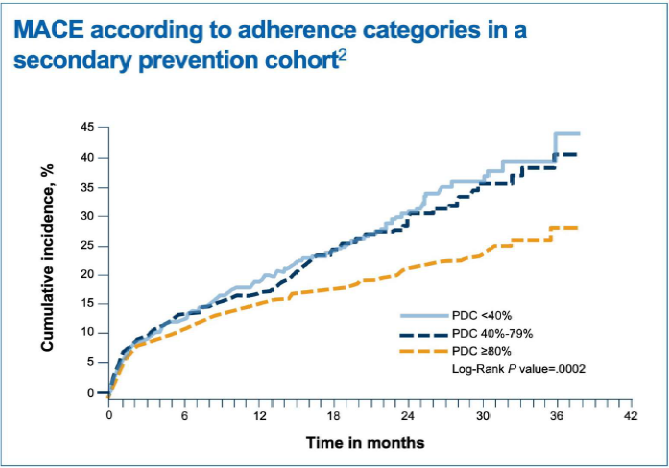 MACE according to adherence categories in a
secondary prevention cohort2
Cumulative incidence, %
45
40
35
30
25
20
15
10
5
0
PDC <40%
PDC 40%-79%
PDC ≥80%
Log-Rank P value=.0002
0 6 12 18 24 30 36 42
Time in months